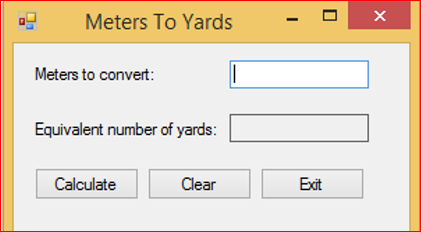 Meters To Yards
Meters to convert:
Equivalent number of yards:
Calculate Clear Exit